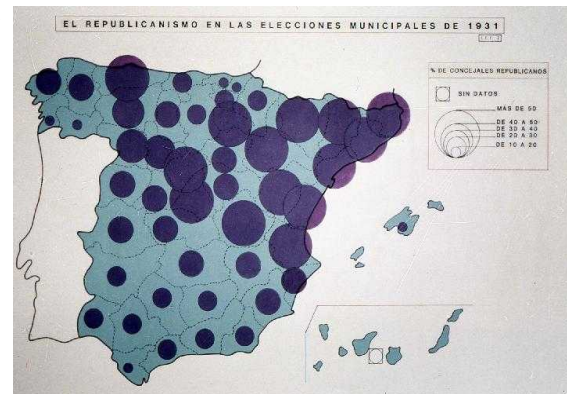 EL REPUBLICANISMO EN LAS ELECCIONES MUNICIPALES DE 1931
% DE CONCEJALES REPUBLICANOS
SIN DATOS
MAS DE 50
DE 40 A 50
DE 30 A 40
DE 20 A 30
DE 10 A 20